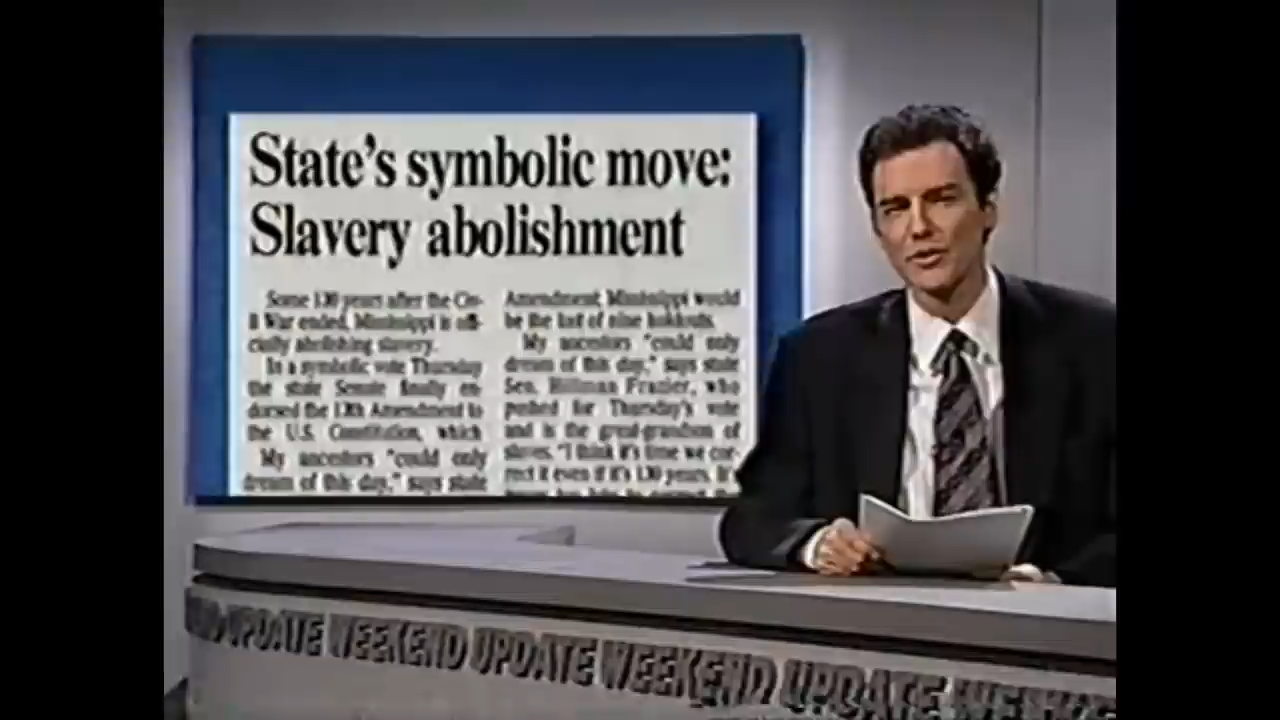 State's symbolic move:
Slavery abolishment
Some 130 years after the Civ-
il War ended, Mississippi is offi-
cially abolishing slavery.
In a symbolic vote Thursday
the state Senate finally en-
dorsed the 13th Amendment to
the U.S. Constitution, which
My ancestors "could only
dream of this day," says state
Amendment, Mississippi would
be the last of nine holdouts.
My ancestors "could only
dream of this day," says state
Sen. Hillman Frazier, who
pushed for Thursday's vote
and is the great-grandson of
slaves. "I think it's time we cor-
rect it even if it's 130 years. It's
UPDATE WEEKEND UPDATE WEEKEND UPDATE